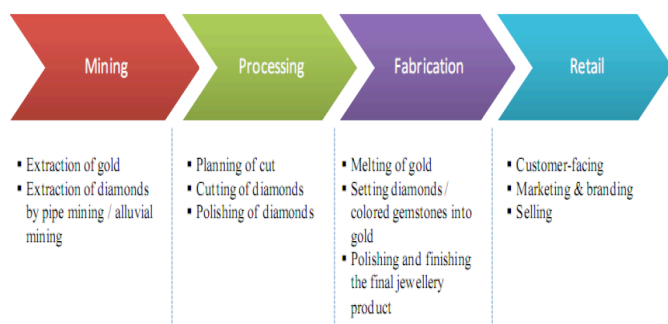 Mining
Processing
Fabrication
Retail
▪ Extraction of gold
▪ Extraction of diamonds
by pipe mining / alluvial
mining
▪ Planning of cut
▪ Cutting of diamonds
▪ Polishing of diamonds
▪ Melting of gold
▪ Setting diamonds /
colored gemstones into
gold
▪ Polishing and finishing
the final jewellery
product
▪ Customer-facing
▪ Marketing & branding
▪ Selling